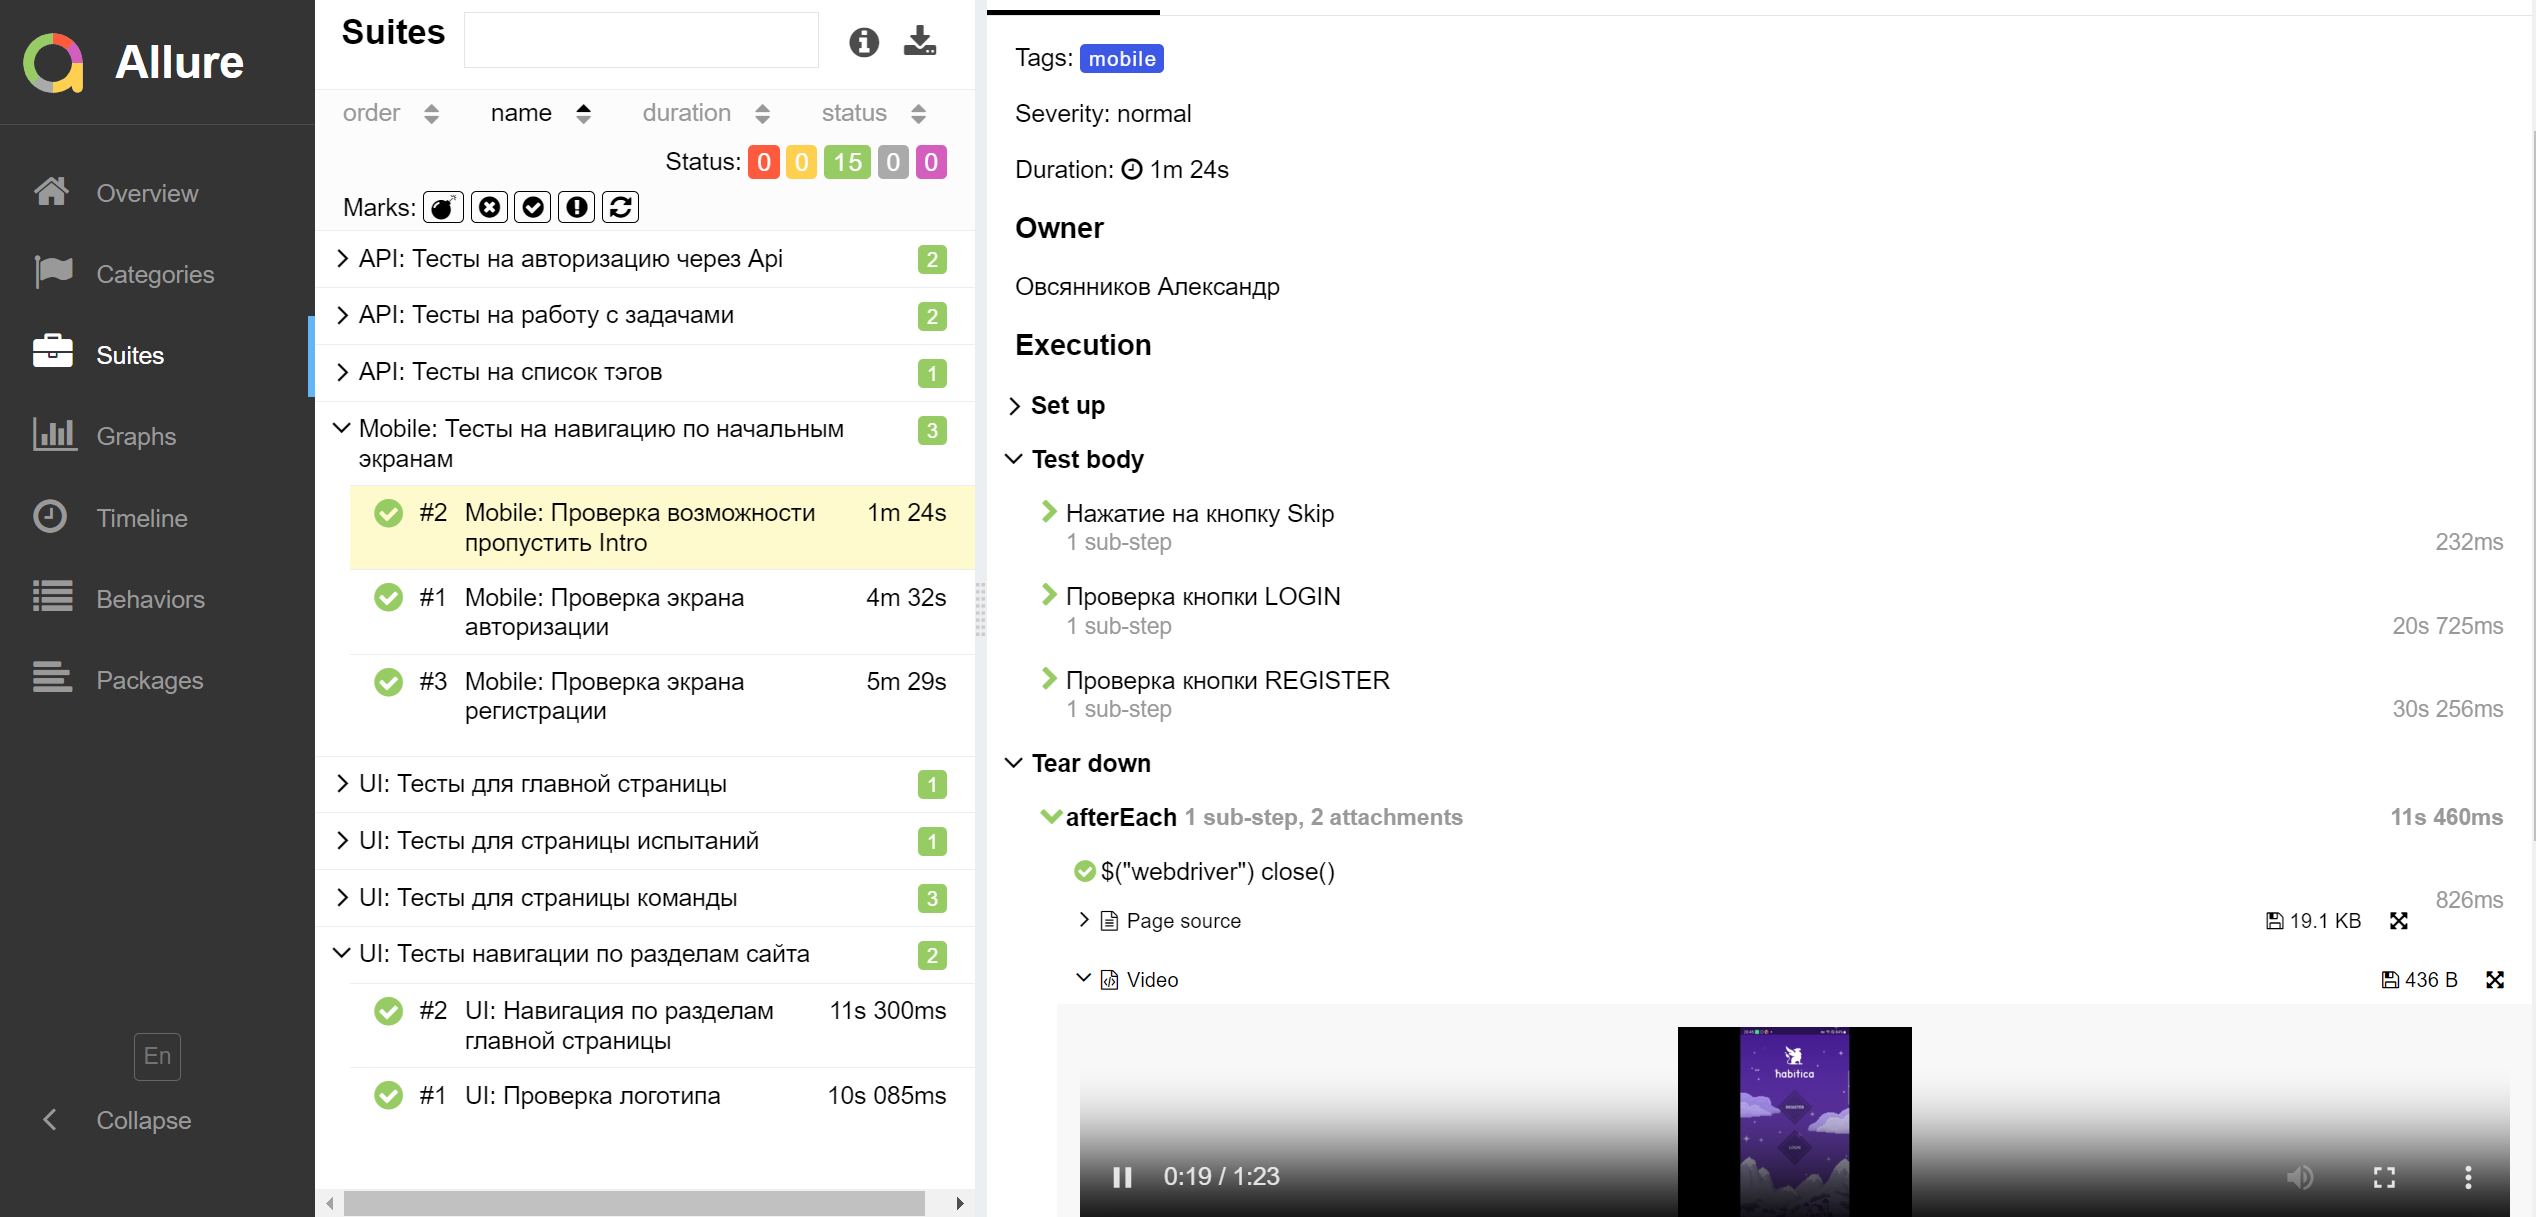 Allure
Overview
Categories
Suites
Graphs
Timeline
Behaviors
Packages
En
Collapse
Suites
order name duration status
Status: 0 0 15 0 0
Marks:
API: Тесты на авторизацию через Api 2
API: Тесты на работу с задачами 2
API: Тесты на список тэгов 1
Mobile: Тесты на навигацию по начальным 3
экранам
#2 Mobile: Проверка возможности 1m 24s
пропустить Intro
#1 Mobile: Проверка экрана 4m 32s
авторизации
#3 Mobile: Проверка экрана 5m 29s
регистрации
UI: Тесты для главной страницы 1
UI: Тесты для страницы испытаний 1
UI: Тесты для страницы команды 3
UI: Тесты навигации по разделам сайта 2
#2 UI: Навигация по разделам 11s 300ms
главной страницы
#1 UI: Проверка логотипа 10s 085ms
Tags: mobile
Severity: normal
Duration: 1m 24s
Owner
Овсянников Александр
Execution
Set up
Test body
Нажатие на кнопку Skip
1 sub-step 232ms
Проверка кнопки LOGIN
1 sub-step 20s 725ms
Проверка кнопки REGISTER
1 sub-step 30s 256ms
Tear down
afterEach 1 sub-step, 2 attachments 11s 460ms
$("webdriver") close()
826ms
Page source 19.1 KB
Video 436 B
habitica
REGISTER
LOGIN
0:19 / 1:23